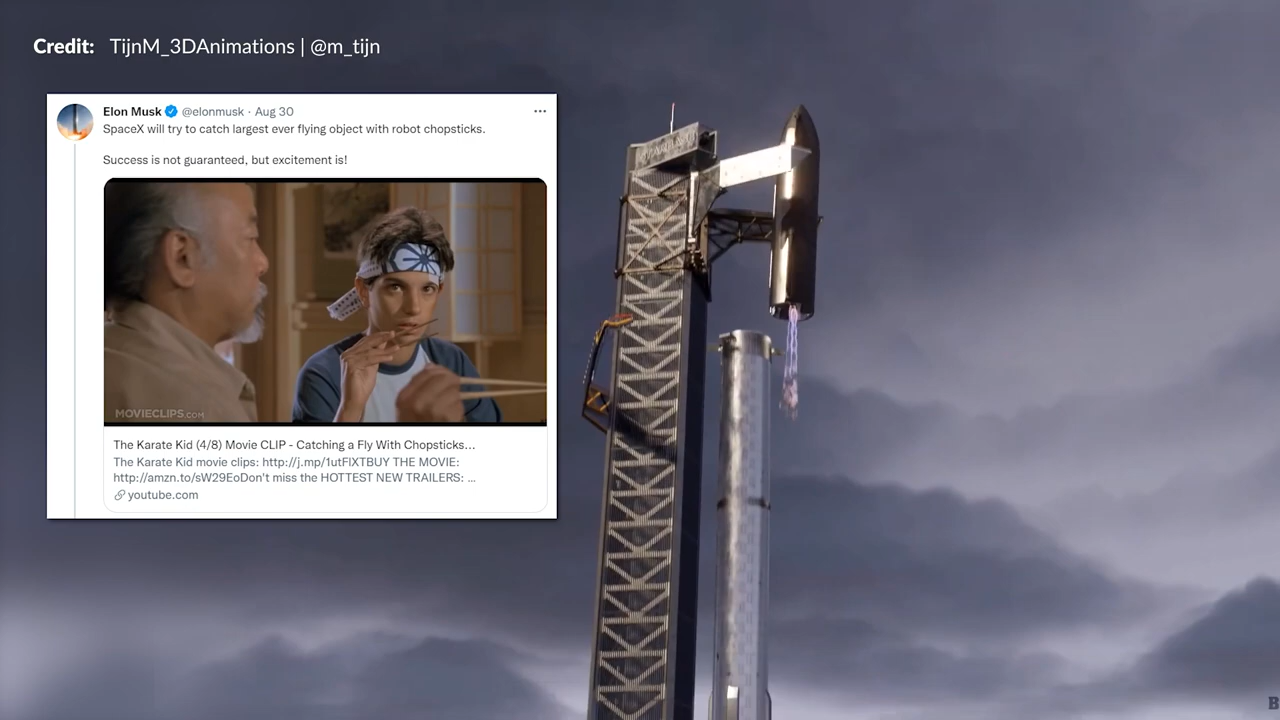 Credit: TijnM_3DAnimations | @m_tijn
Elon Musk @elonmusk · Aug 30
SpaceX will try to catch largest ever flying object with robot chopsticks.
Success is not guaranteed, but excitement is!
MOVIECLIPS.COM
The Karate Kid (4/8) Movie CLIP - Catching a Fly With Chopsticks...
The Karate Kid movie clips: http://j.mp/1utFIXTBUY THE MOVIE:
http://amzn.to/sW29EoDon't miss the HOTTEST NEW TRAILERS: ...
youtube.com
B